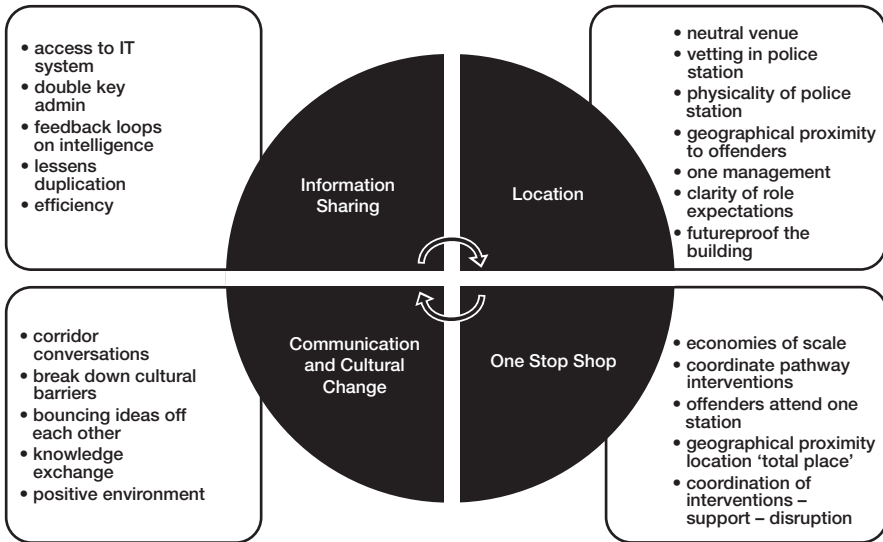 • access to IT
system
• double key
admin
• feedback loops
on intelligence
• lessens
duplication
• efficiency
Information
Sharing
Location
• neutral venue
• vetting in police
station
• physicality of police
station
• geographical proximity
to offenders
• one management
• clarity of role
expectations
• futureproof the
building
• corridor
conversations
• break down cultural
barriers
• bouncing ideas off
each other
• knowledge
exchange
• positive environment
Communication
and Cultural
Change
One Stop Shop
• economies of scale
• coordinate pathway
interventions
• offenders attend one
station
• geographical proximity
location ‘total place’
• coordination of
interventions –
support – disruption